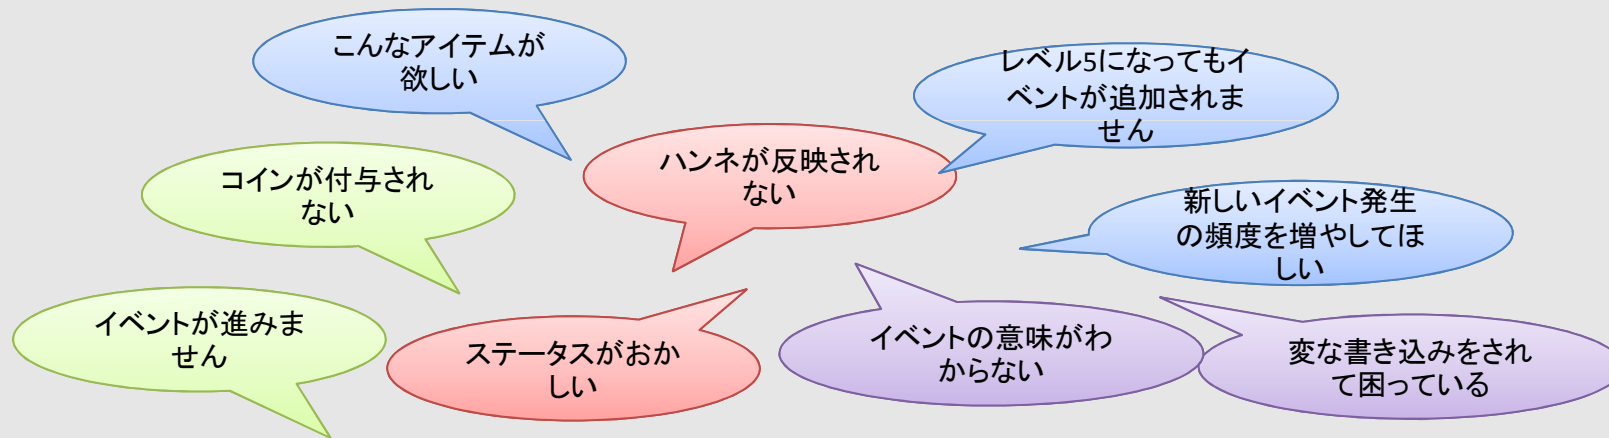 こんなアイテムが
欲しい
レベル5になってもイ
ベントが追加されま
せん
ハンネが反映され
ない
コインが付与され
ない
新しいイベント発生
の頻度を増やしてほ
しい
イベントが進みま
せん
ステータスがおか
しい
イベントの意味がわ
からない
変な書き込みをされ
て困っている